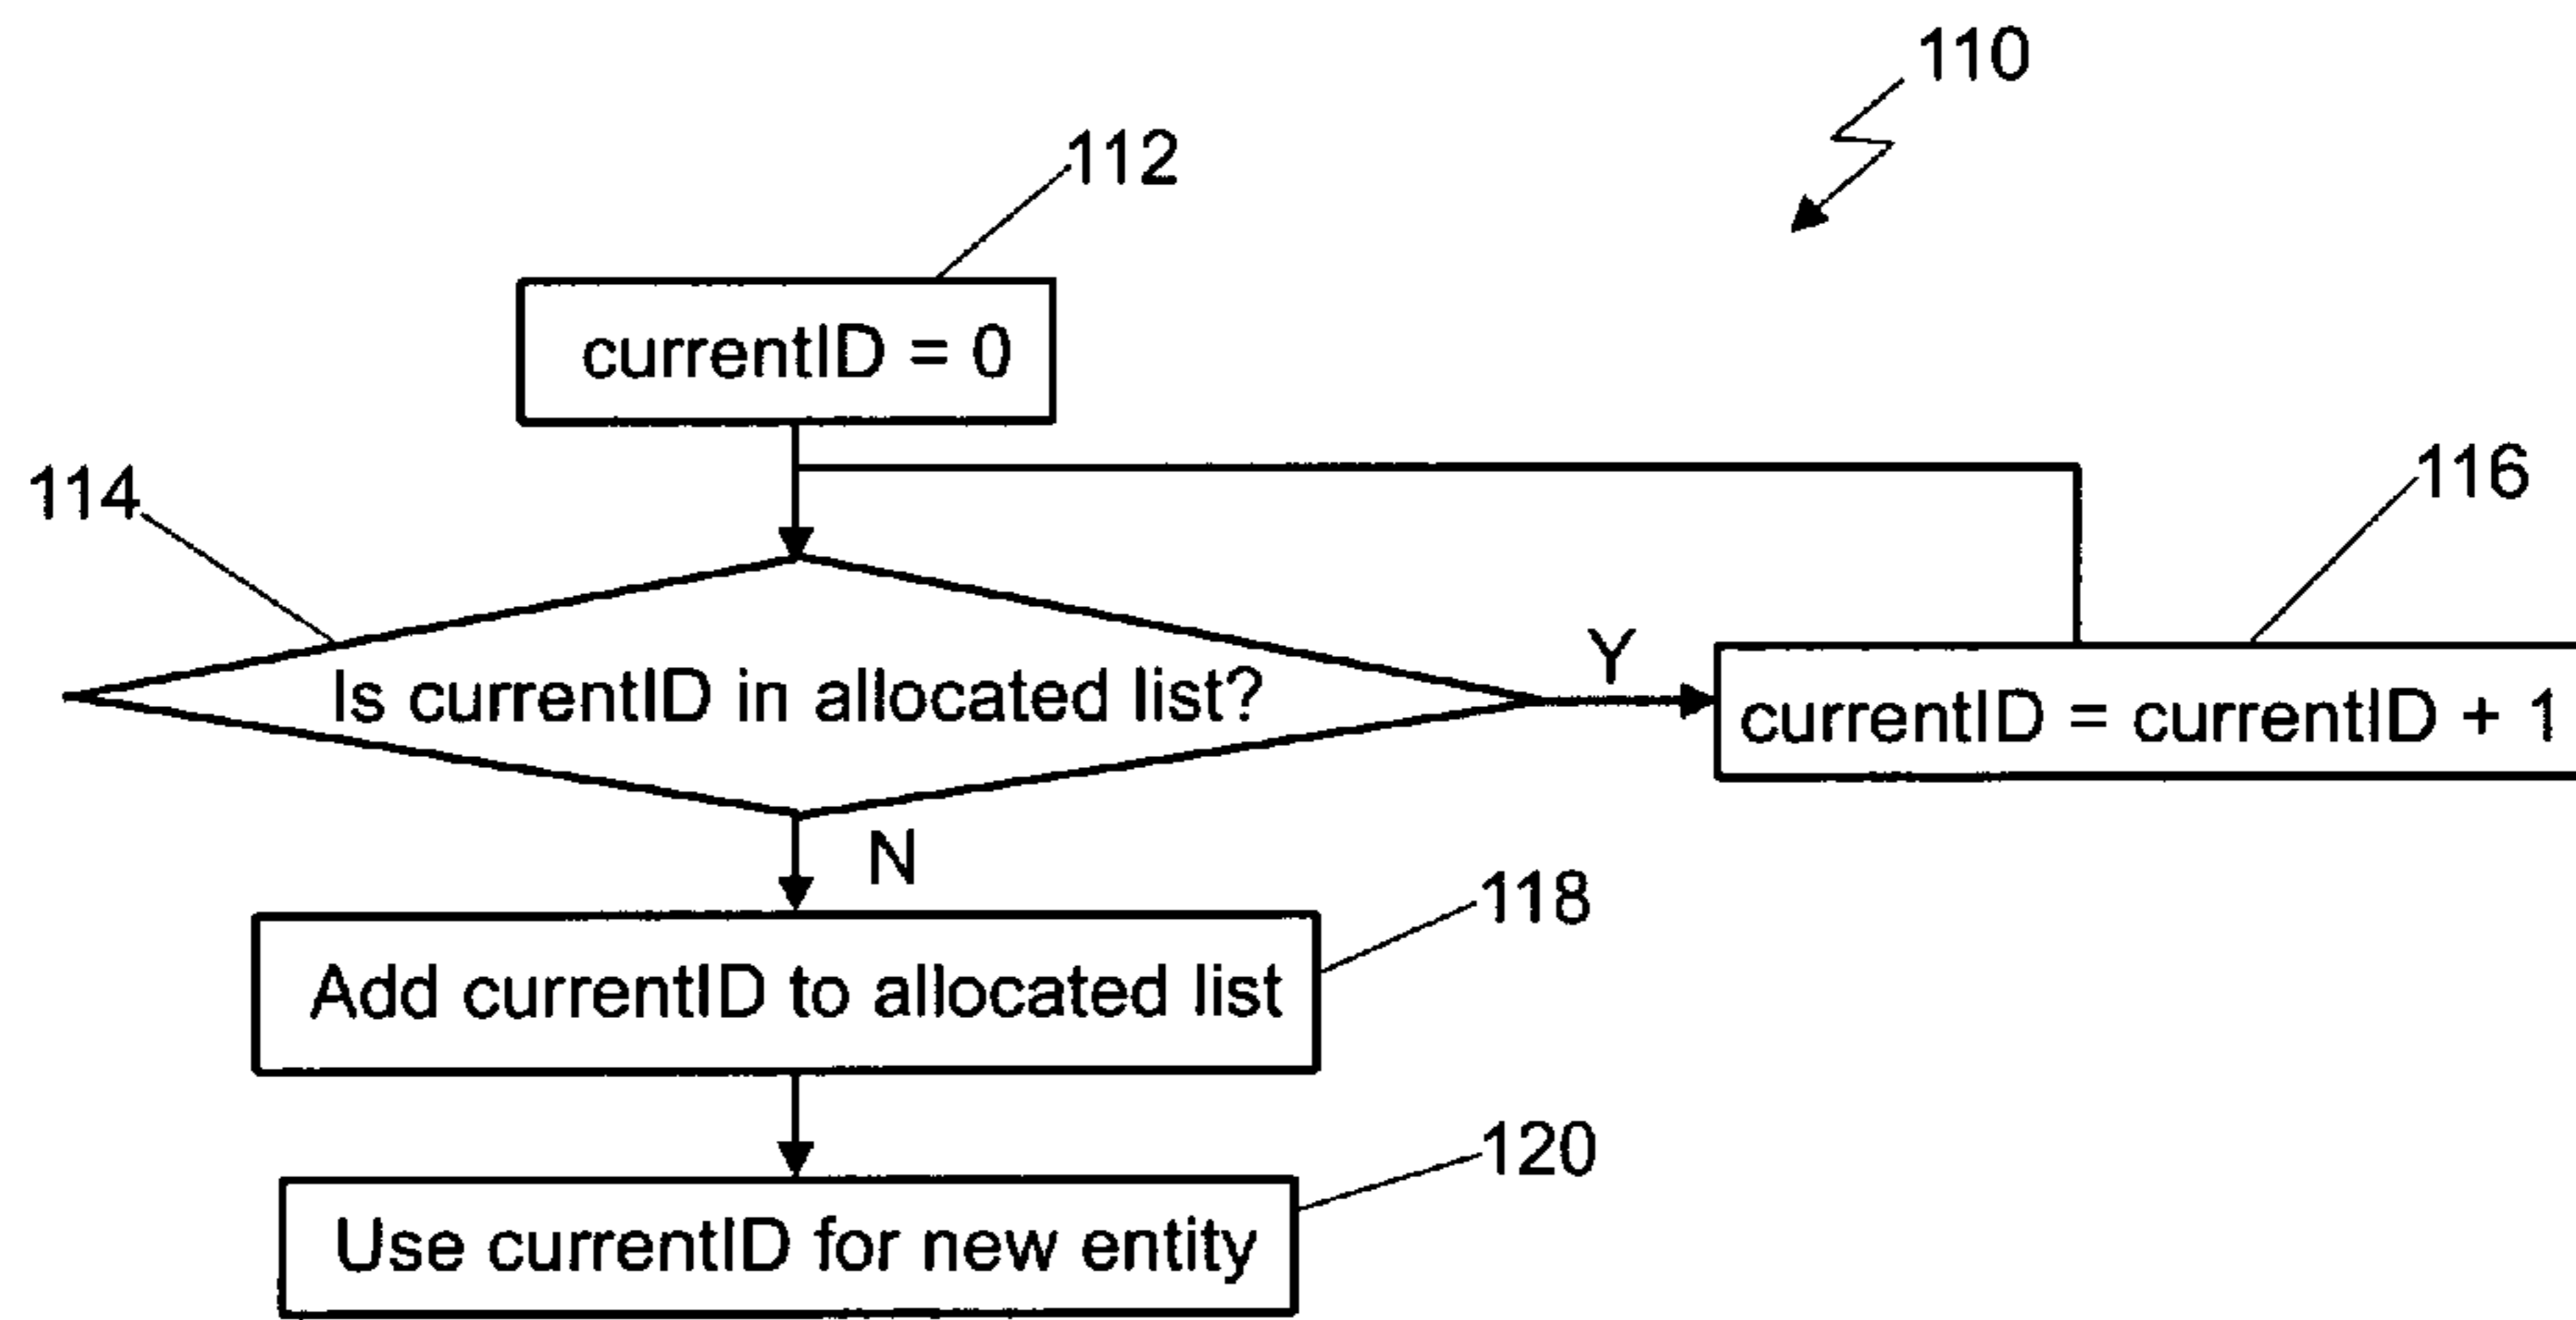 110
112
currentID = 0
114
116
Is currentID in allocated list?
Y
currentID = currentID + 1
N
118
Add currentID to allocated list
120
Use currentID for new entity